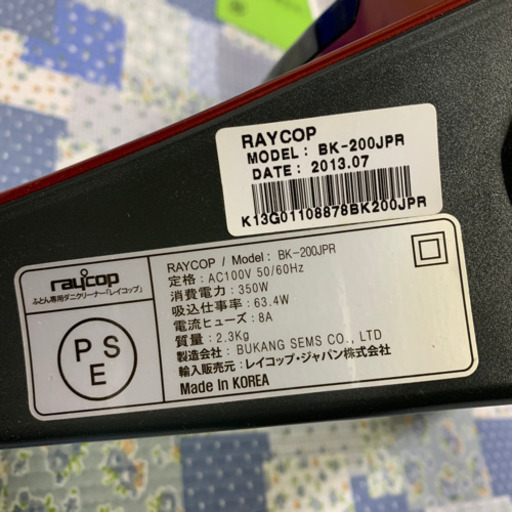 RAYCOP
MODEL: BK-200JPR
DATE: 2013.07
K13G01108878BK200JPR
raycop
ふとん専用ダニクリーナー「レイコップ」
P S
E
RAYCOP / Model: BK-200JPR
定格：AC100V 50/60Hz
消費電力：350W
吸込仕事率：63.4W
電流ヒューズ：8A
質量：2.3Kg
製造会社：BUKANG SEMS CO., LTD
輸入販売元：レイコップ・ジャパン株式会社
Made In KOREA